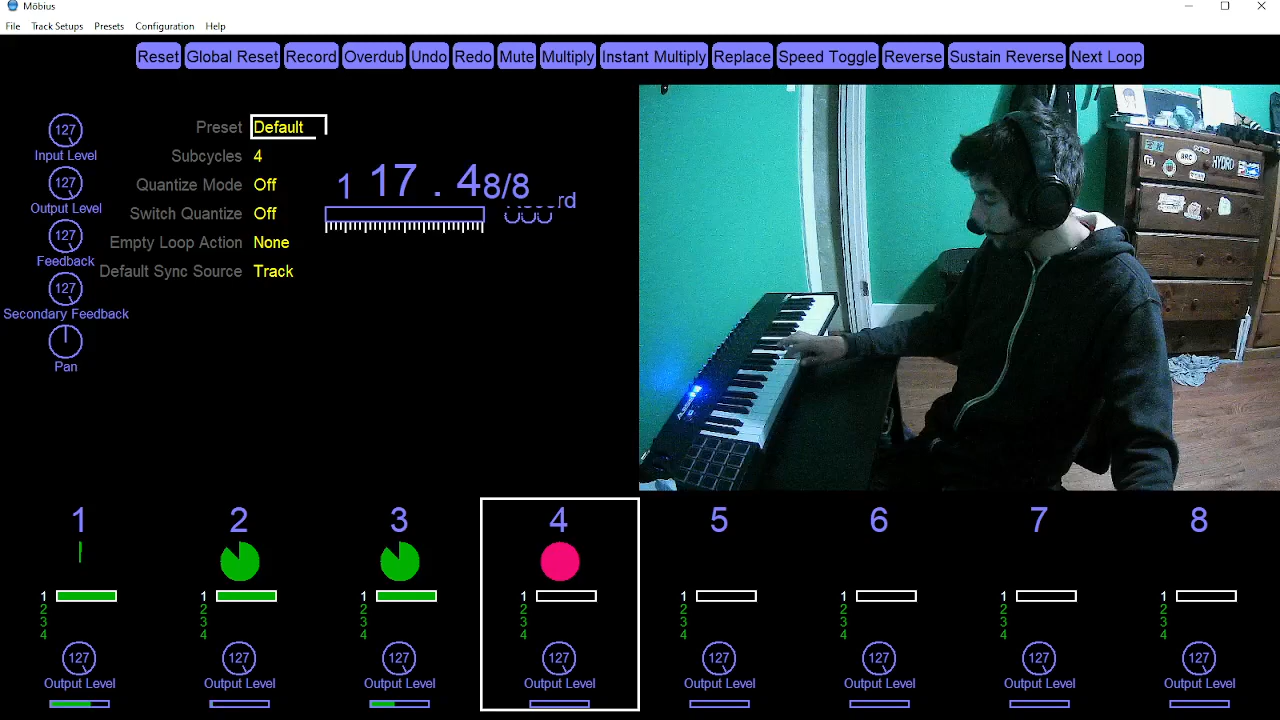 Möbius
File Track Setups Presets Configuration Help
Reset Global Reset Record Overdub Undo Redo Mute Multiply Instant Multiply Replace Speed Toggle Reverse Sustain Reverse Next Loop
127
Input Level
127
Output Level
127
Feedback
127
Secondary Feedback
Pan
Preset Default
Subcycles 4
Quantize Mode Off
Switch Quantize Off
Empty Loop Action None
Default Sync Source Track
1 17 . 4 8/8
BRC
HYDRO
ALESIS
1 2 3 4 5 6 7 8
1 1 1 1 1 1 1 1
2 2 2 2 2 2 2 2
3 3 3 3 3 3 3 3
4 4 4 4 4 4 4 4
127 127 127 127 127 127 127 127
Output Level Output Level Output Level Output Level Output Level Output Level Output Level Output Level